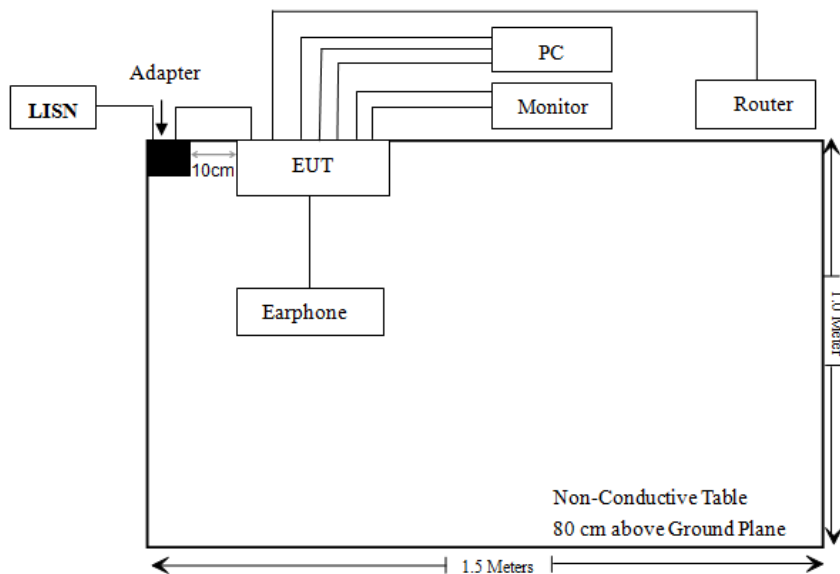 PC
Adapter
LISN
Monitor
Router
10cm
EUT
Earphone
1.0 Meter
Non-Conductive Table
80 cm above Ground Plane
1.5 Meters